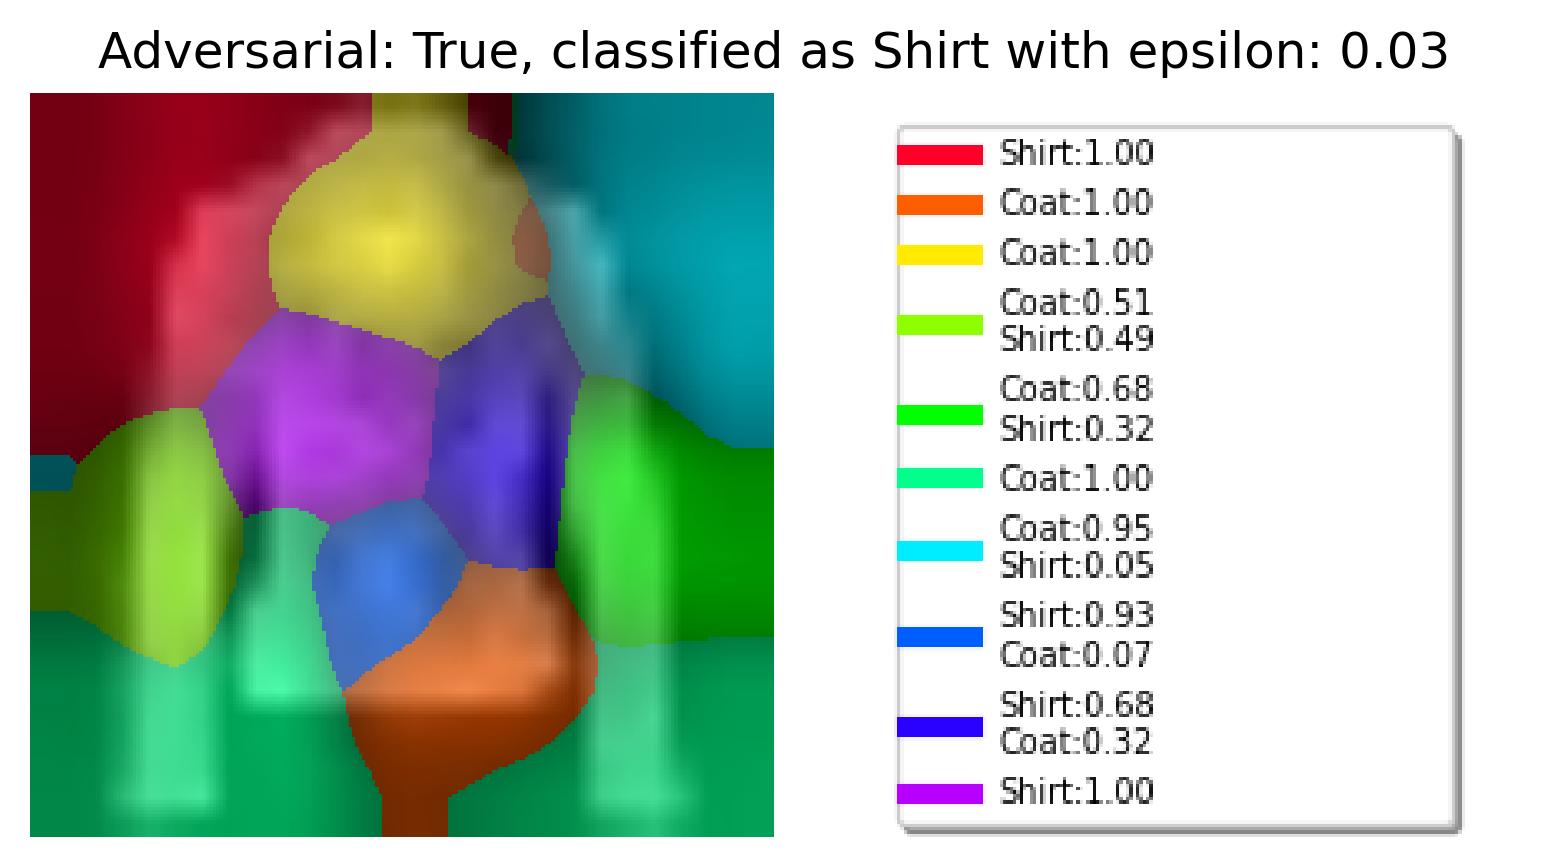 Adversarial: True, classified as Shirt with epsilon: 0.03
Shirt:1.00
Coat:1.00
Coat:1.00
Coat:0.51
Shirt:0.49
Coat:0.68
Shirt:0.32
Coat:1.00
Coat:0.95
Shirt:0.05
Shirt:0.93
Coat:0.07
Shirt:0.68
Coat:0.32
Shirt:1.00